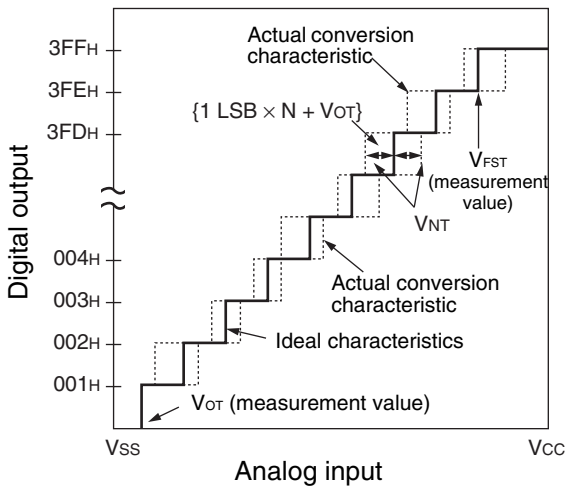 Digital output
3FFH
3FEH
3FDH
004H
003H
002H
001H
Actual conversion
characteristic
{1 LSB × N + VOT}
VFST
(measurement
value)
VNT
Actual conversion
characteristic
Ideal characteristics
VOT (measurement value)
VSS
VCC
Analog input